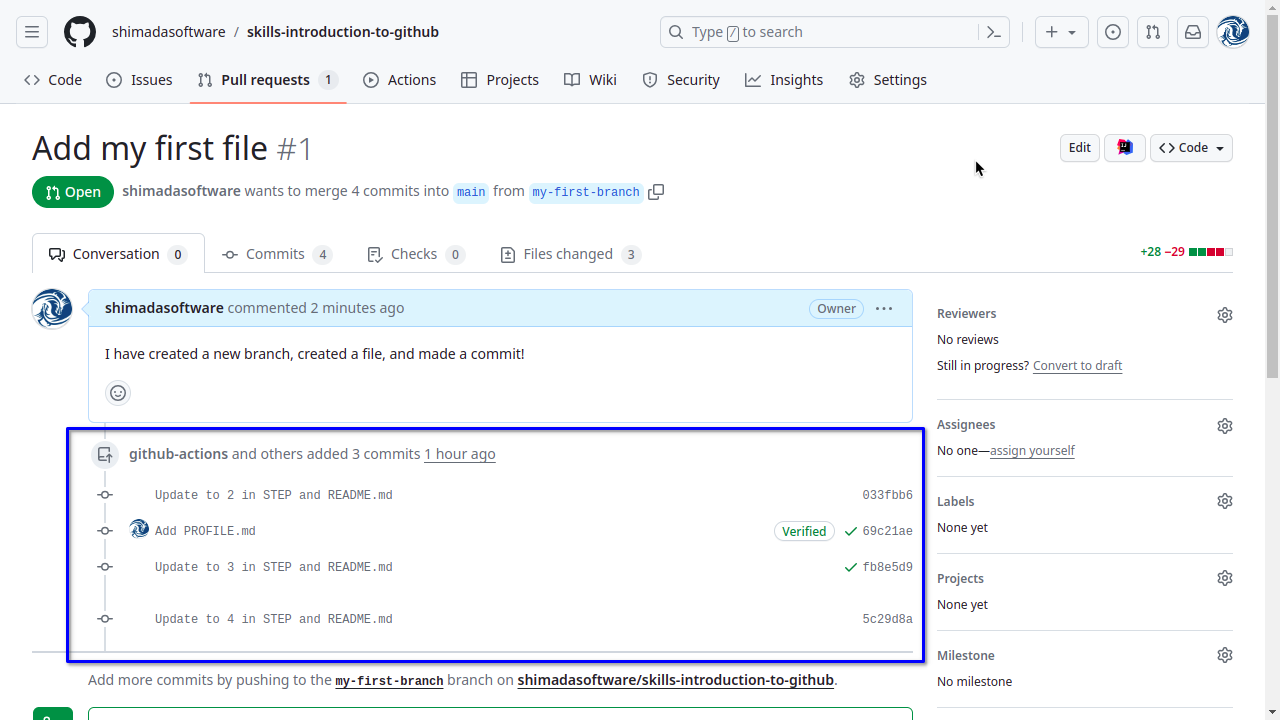 shimadasoftware / skills-introduction-to-github
Type / to search
Code
Issues
Pull requests 1
Actions
Projects
Wiki
Security
Insights
Settings
Add my first file #1
Edit
Code
Open
shimadasoftware wants to merge 4 commits into main from my-first-branch
Conversation 0
Commits 4
Checks 0
Files changed 3
+28 −29
shimadasoftware commented 2 minutes ago
Owner
I have created a new branch, created a file, and made a commit!
github-actions and others added 3 commits 1 hour ago
Update to 2 in STEP and README.md 033fbb6
Add PROFILE.md Verified 69c21ae
Update to 3 in STEP and README.md fb8e5d9
Update to 4 in STEP and README.md 5c29d8a
Add more commits by pushing to the my-first-branch branch on shimadasoftware/skills-introduction-to-github.
Reviewers
No reviews
Still in progress? Convert to draft
Assignees
No one—assign yourself
Labels
None yet
Projects
None yet
Milestone
No milestone